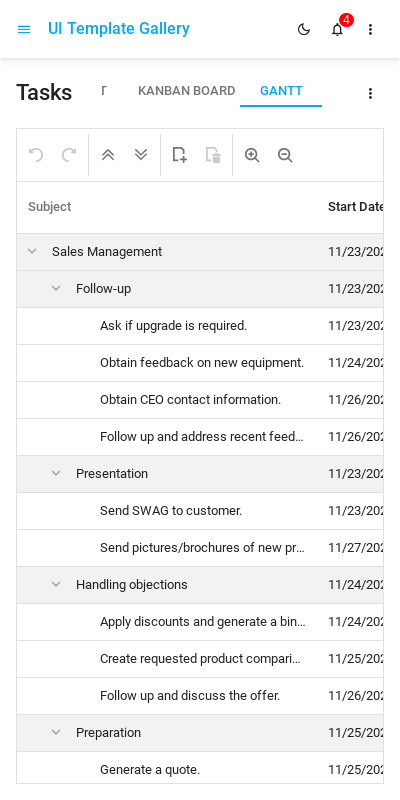 UI Template Gallery
4
Tasks
KANBAN BOARD
GANTT
Subject
Start Date
Sales Management
11/23/202
Follow-up
11/23/202
Ask if upgrade is required.
11/23/202
Obtain feedback on new equipment.
11/24/202
Obtain CEO contact information.
11/26/202
Follow up and address recent feed…
11/26/202
Presentation
11/23/202
Send SWAG to customer.
11/23/202
Send pictures/brochures of new pr…
11/27/202
Handling objections
11/24/202
Apply discounts and generate a bin…
11/24/202
Create requested product compari…
11/25/202
Follow up and discuss the offer.
11/26/202
Preparation
11/25/202
Generate a quote.
11/25/202